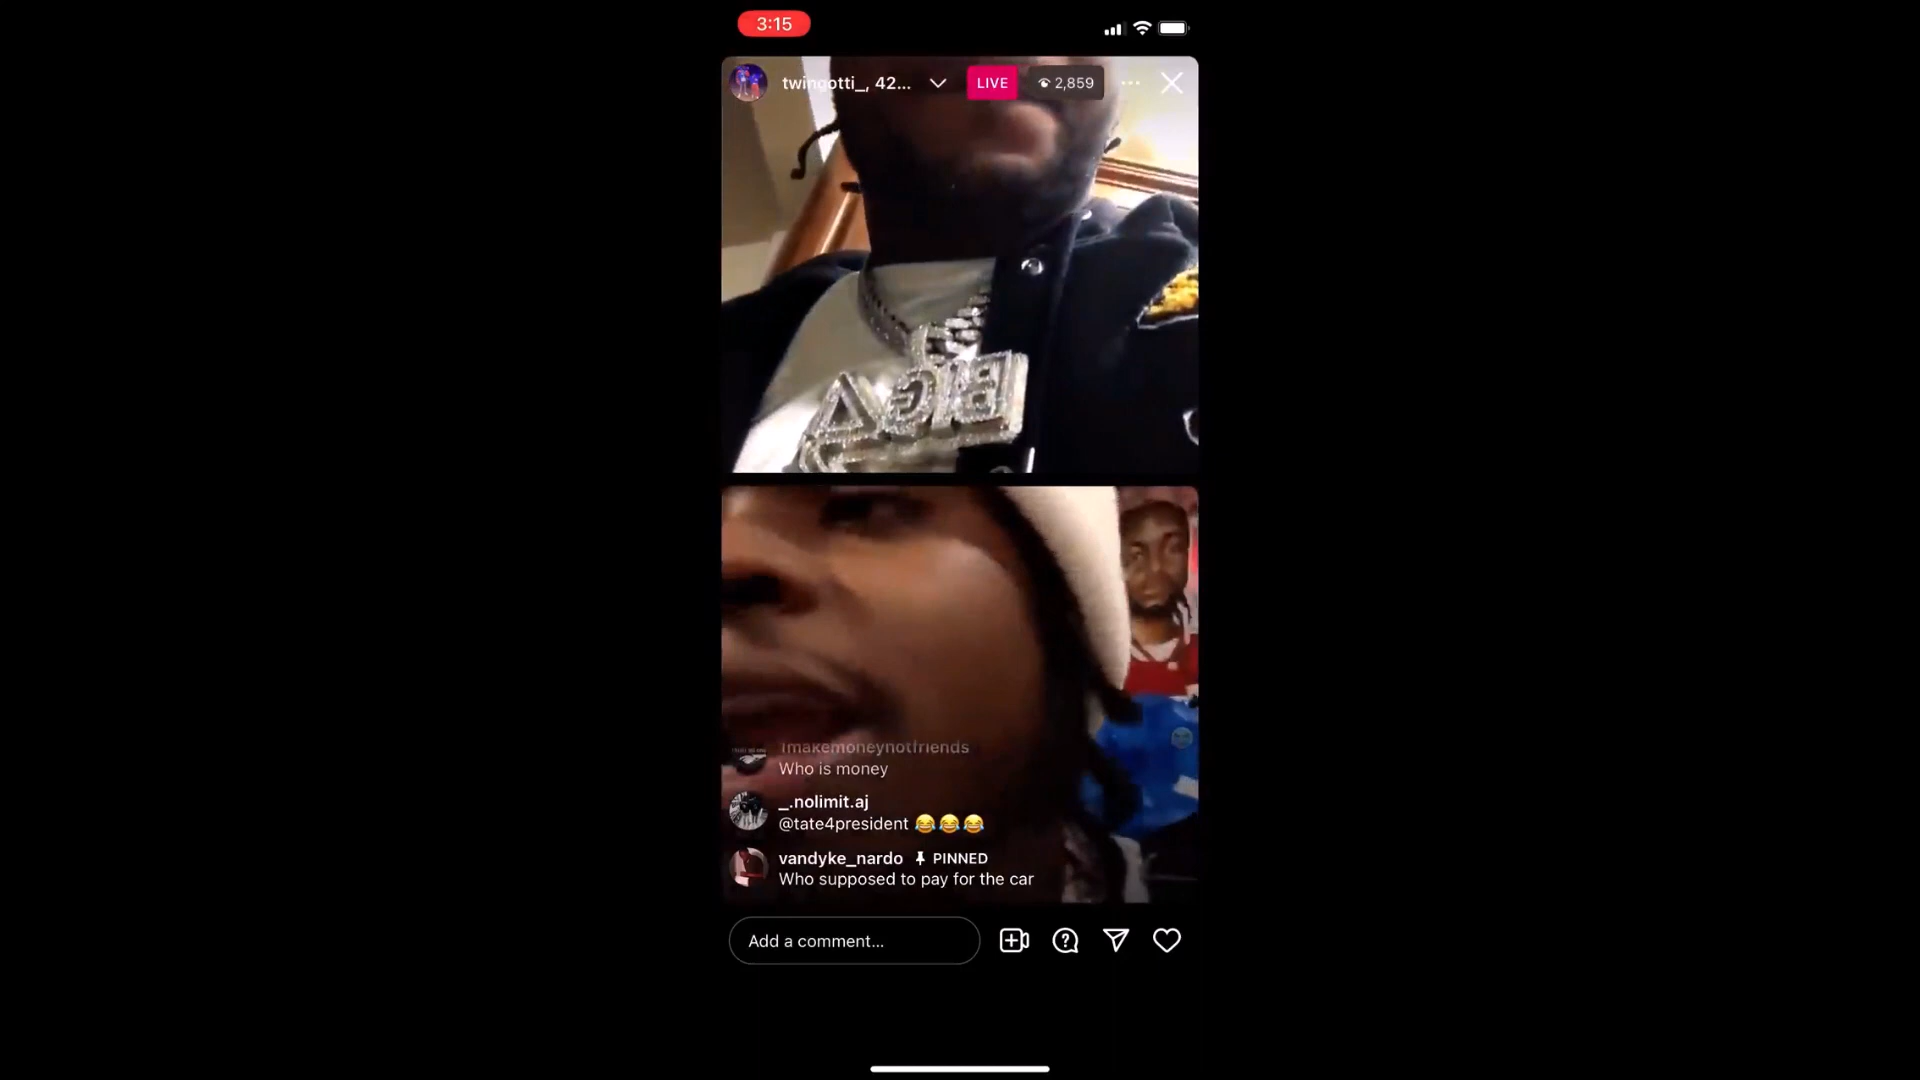 3:15
twingotti_, 42...
LIVE
2,859
1makemoneynotfriends
Who is money
_.nolimit.aj
@tate4president 😂😂😂
vandyke_nardo PINNED
Who supposed to pay for the car
Add a comment...